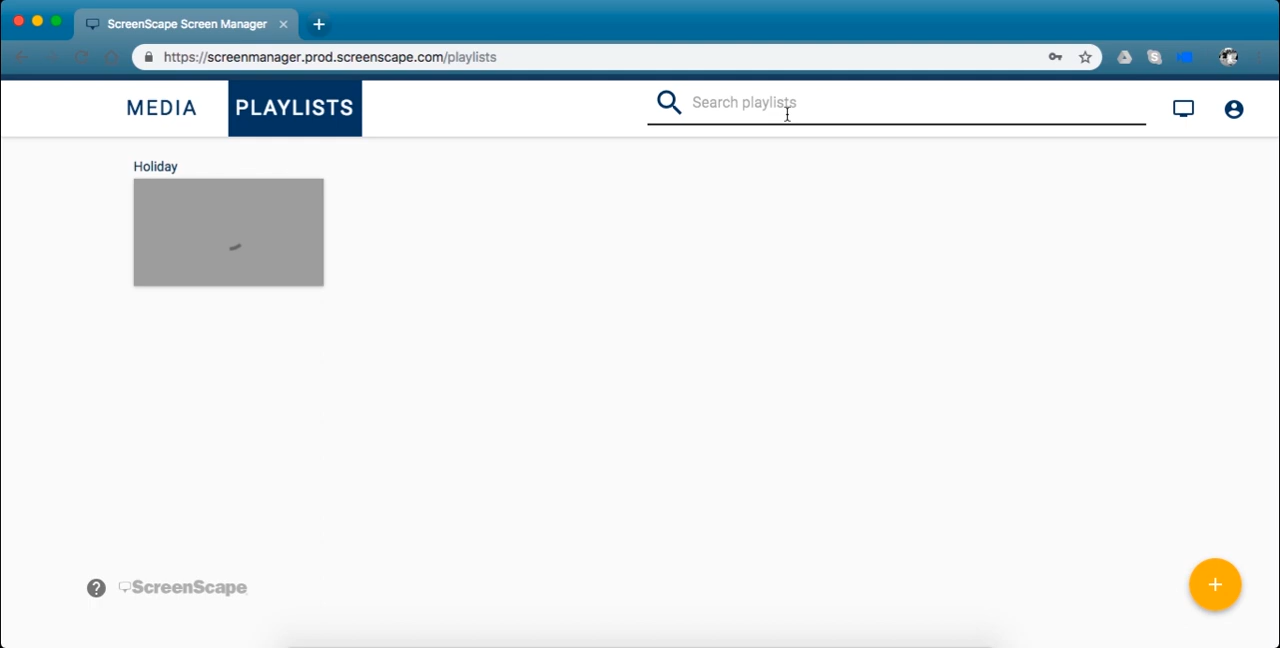 ScreenScape Screen Manager
https://screenmanager.prod.screenscape.com/playlists
MEDIA
PLAYLISTS
Search playlists
Holiday
ScreenScape